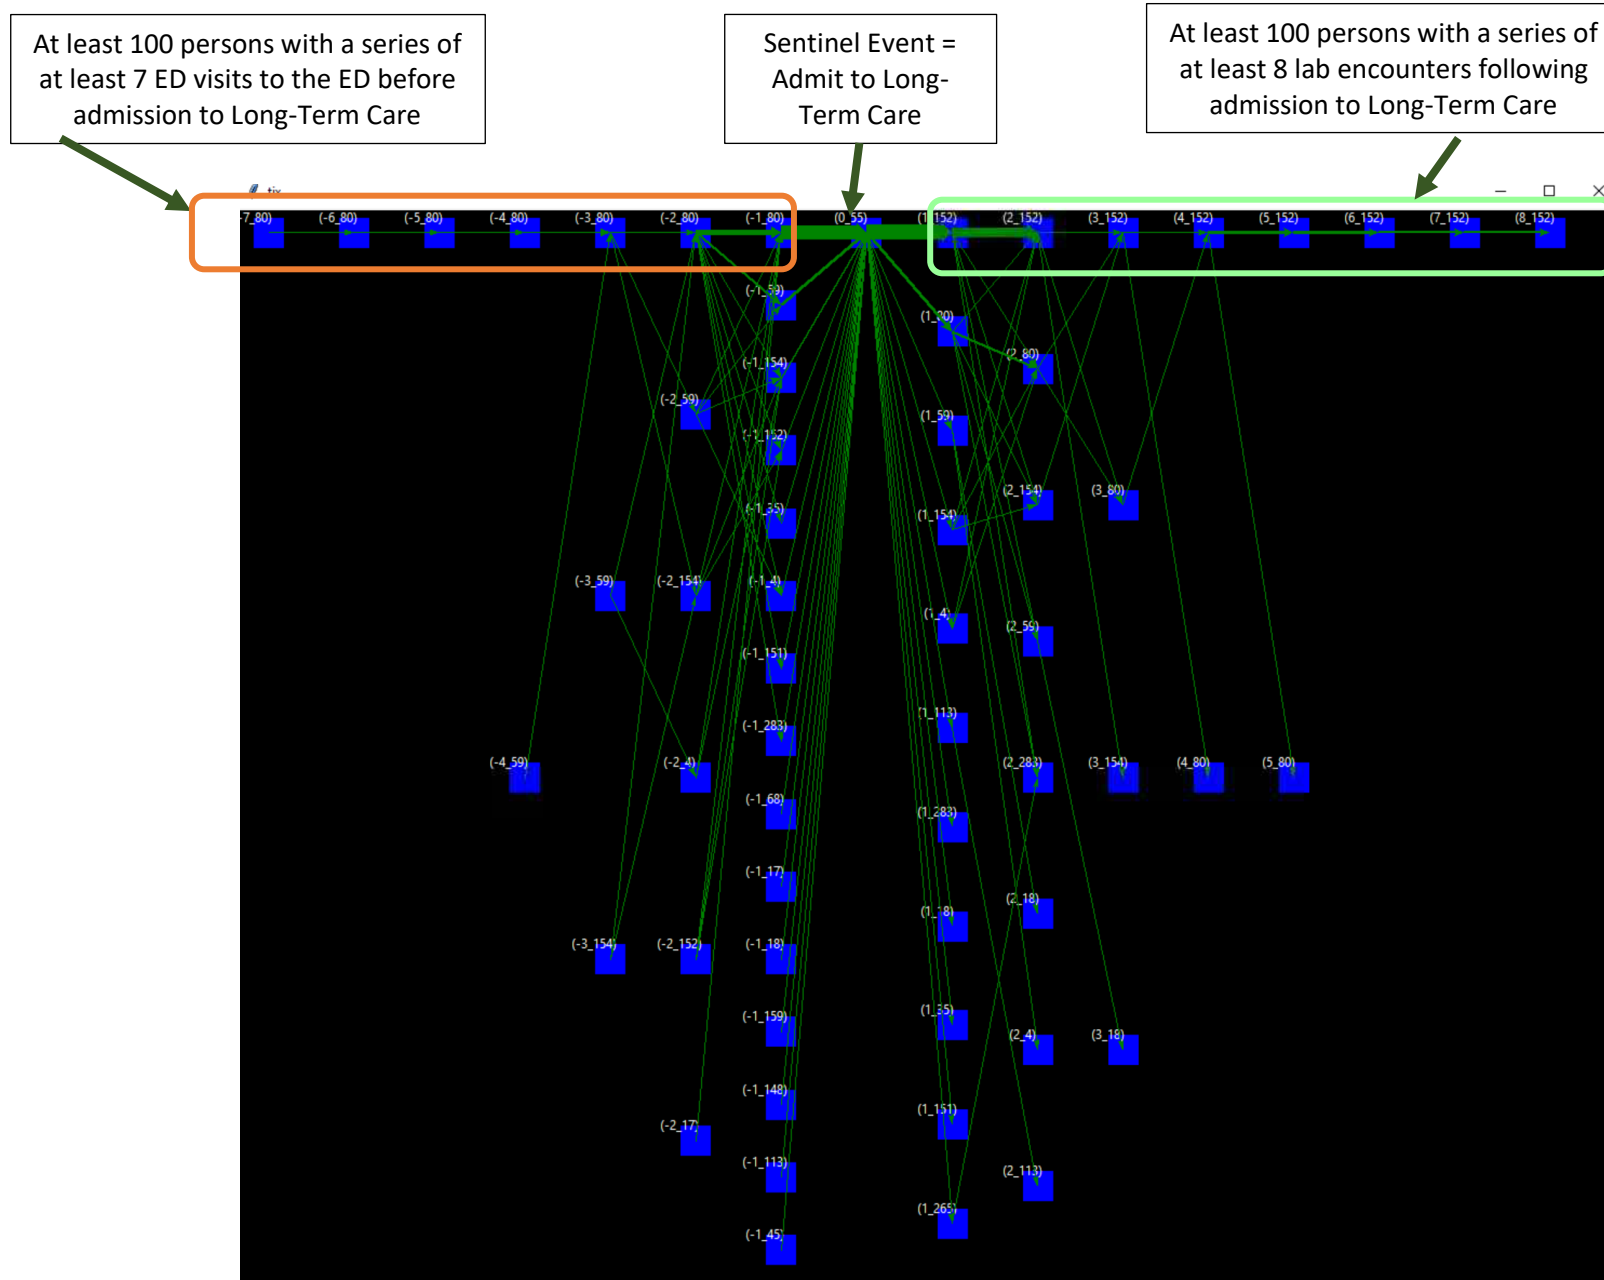 At least 100 persons with a series of
at least 7 ED visits to the ED before
admission to Long-Term Care
Sentinel Event =
Admit to Long-
Term Care
At least 100 persons with a series of
at least 8 lab encounters following
admission to Long-Term Care
tix
-7_80) (-6_80) (-5_80) (-4_80) (-3_80) (-2_80) (-1_80) (0_55) (1_152) (2_152) (3_152) (4_152) (5_152) (6_152) (7_152) (8_152)
(-1_59)
(1_80)
(2_80)
(-1_154)
(-2_59)
(1_59)
(-1_152)
(2_154) (3_80)
(-1_35)
(1_154)
(-3_59) (-2_154) (-1_4)
(1_4)
(2_59)
(-1_151)
(1_113)
(-1_283)
(-4_59) (-2_4) (2_283) (3_154) (4_80) (5_80)
(-1_68)
(1_283)
(-1_17)
(2_18)
(1_18)
(-3_154) (-2_152) (-1_18)
(-1_159)
(1_35)
(2_4) (3_18)
(-1_148)
(1_151)
(-2_17)
(-1_113)
(2_113)
(1_265)
(-1_45)